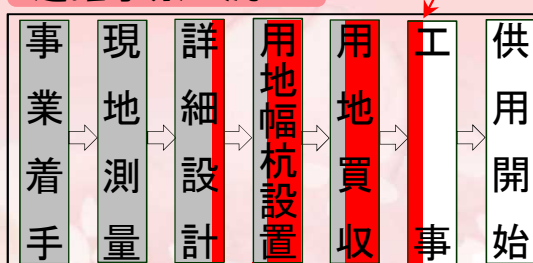 事業着手
現地測量
詳細設計
用地幅杭設置
用地買収
工事
供用開始